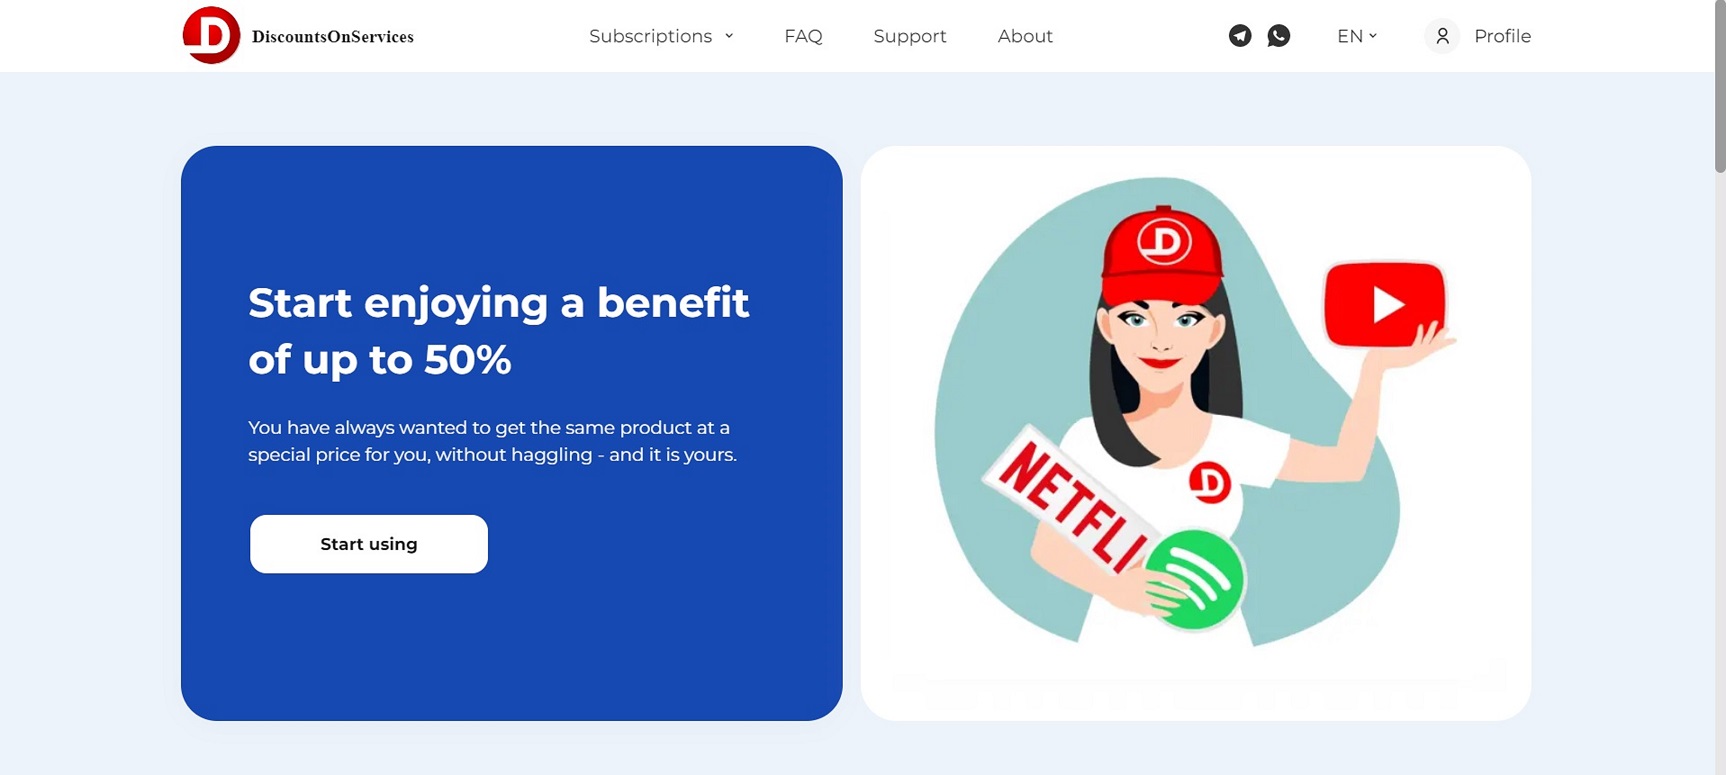 DiscountsOnServices
Subscriptions
FAQ
Support
About
EN
Profile
Start enjoying a benefit
of up to 50%
You have always wanted to get the same product at a
special price for you, without haggling - and it is yours.
Start using
D
NETFLI
D